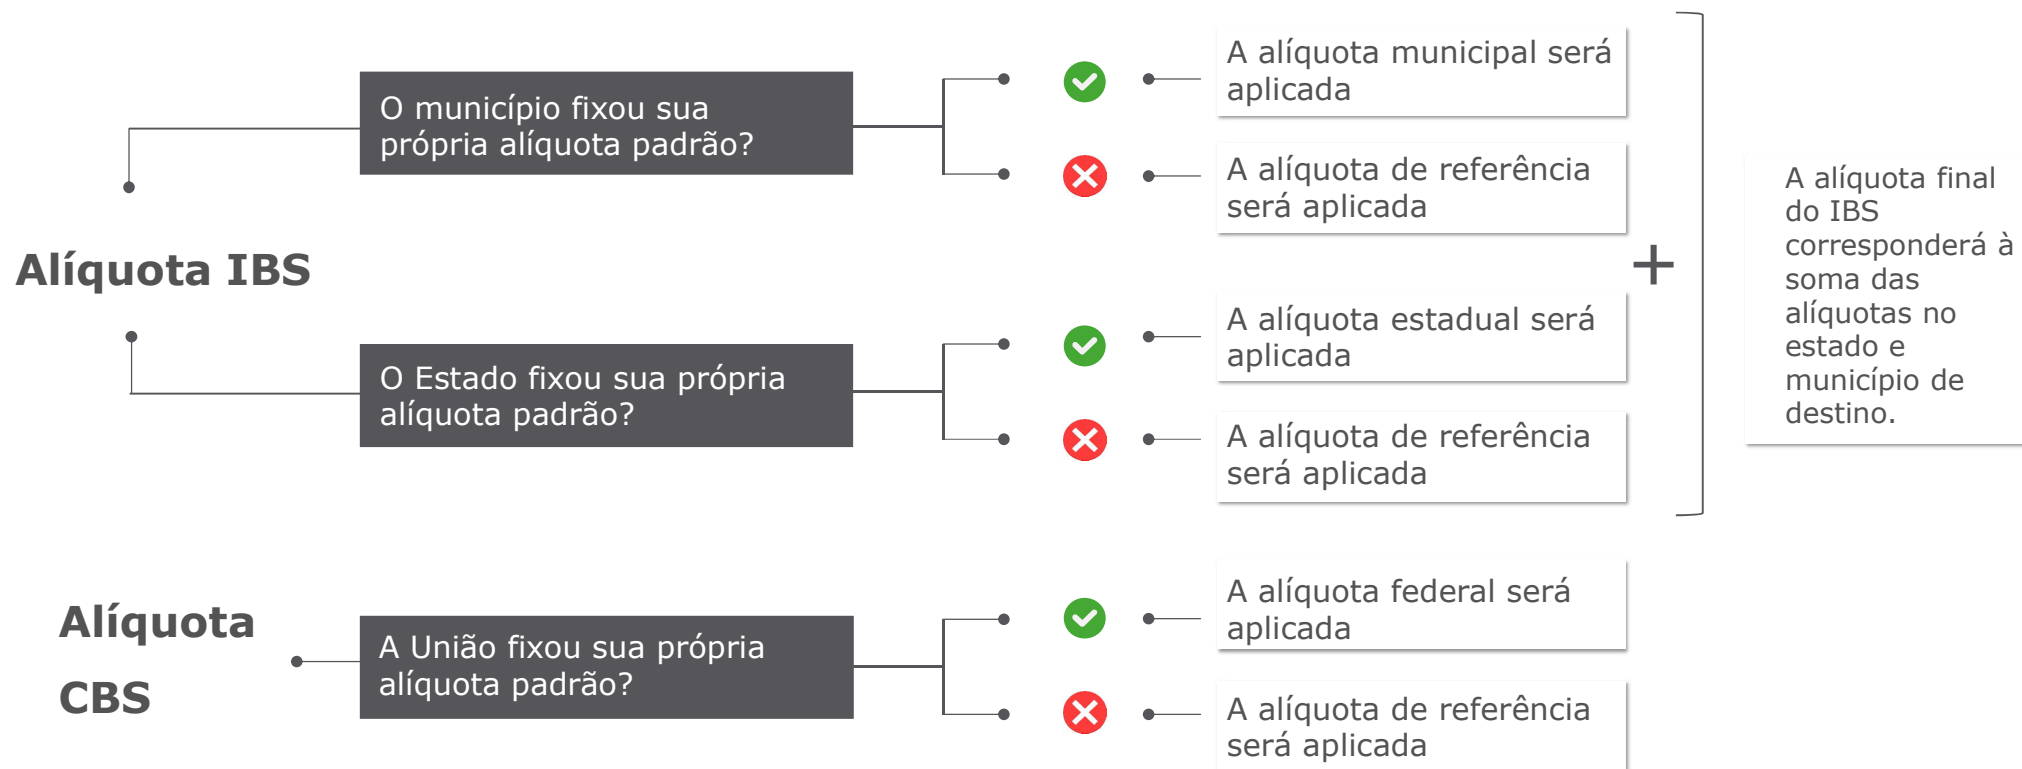 O município fixou sua
própria alíquota padrão?
A alíquota municipal será
aplicada
A alíquota de referência
será aplicada
Alíquota IBS
O Estado fixou sua própria
alíquota padrão?
A alíquota estadual será
aplicada
A alíquota de referência
será aplicada
+
A alíquota final
do IBS
corresponderá à
soma das
alíquotas no
estado e
município de
destino.
Alíquota
CBS
A União fixou sua própria
alíquota padrão?
A alíquota federal será
aplicada
A alíquota de referência
será aplicada